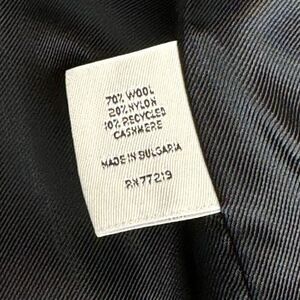 70% WOOL
20% NYLON
10% RECYCLED
CASHMERE
MADE IN BULGARIA
RN77219